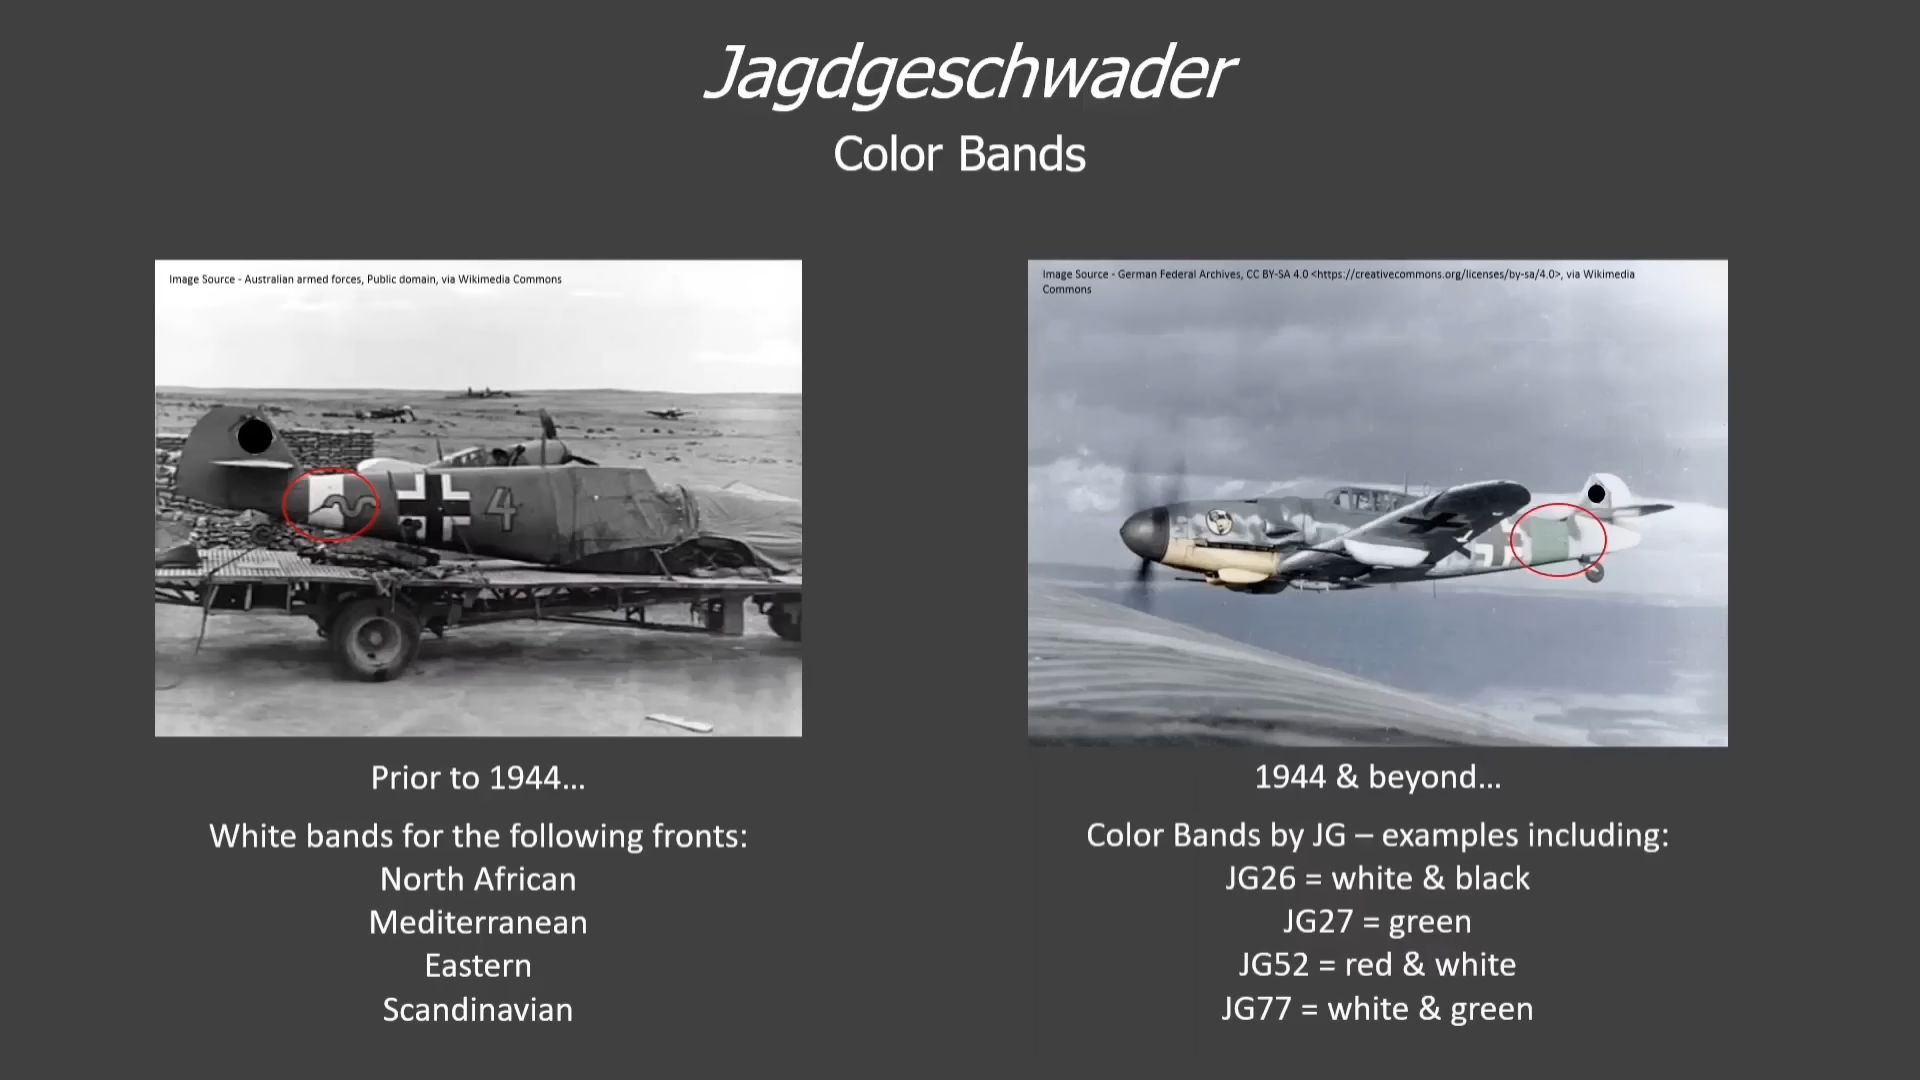 Jagdgeschwader
Color Bands
Image Source - Australian armed forces, Public domain, via Wikimedia Commons
4
Prior to 1944...
White bands for the following fronts:
North African
Mediterranean
Eastern
Scandinavian
Image Source - German Federal Archives, CC BY-SA 4.0 <https://creativecommons.org/licenses/by-sa/4.0>, via Wikimedia
Commons
1944 & beyond...
Color Bands by JG – examples including:
JG26 = white & black
JG27 = green
JG52 = red & white
JG77 = white & green